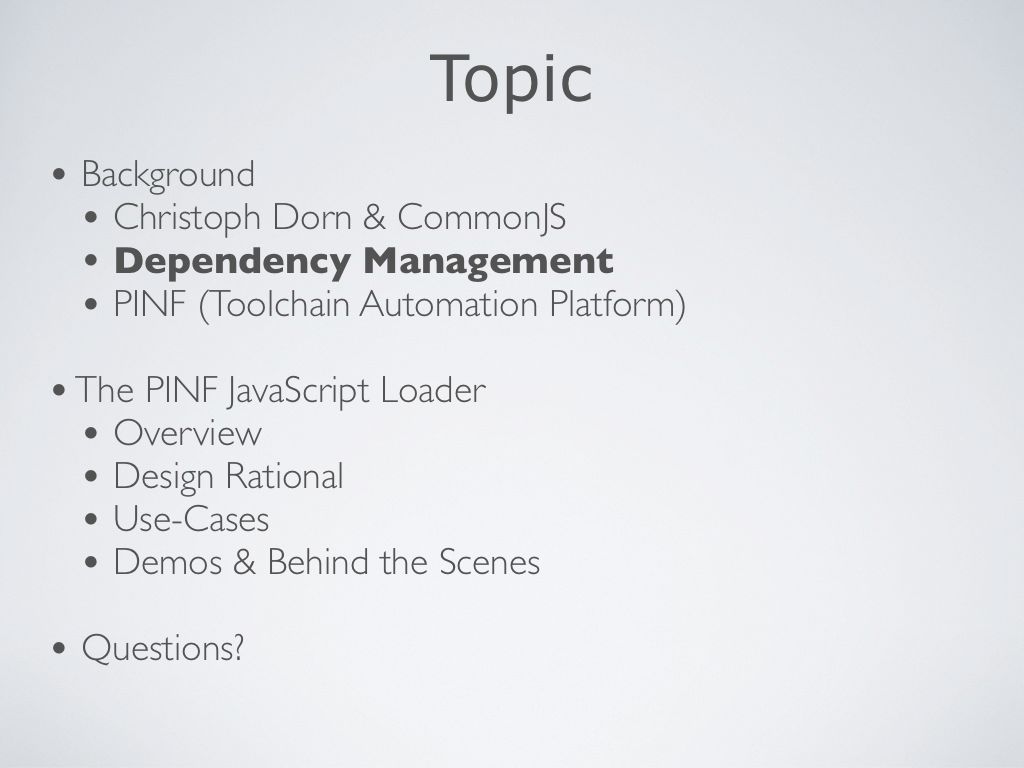 Topic
• Background
• Christoph Dorn & CommonJS
• Dependency Management
• PINF (Toolchain Automation Platform)
• The PINF JavaScript Loader
• Overview
• Design Rational
• Use-Cases
• Demos & Behind the Scenes
• Questions?